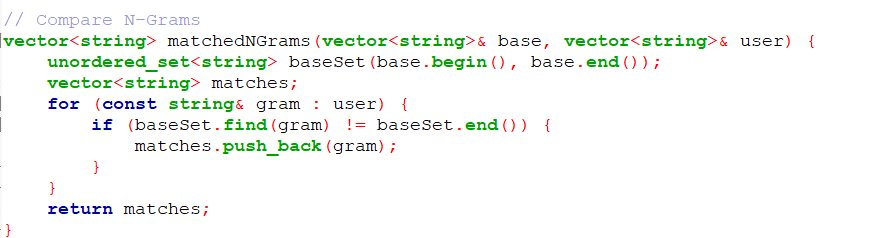 // Compare N-Grams
vector<string> matchedNGrams(vector<string>& base, vector<string>& user) {
    unordered_set<string> baseSet(base.begin(), base.end());
    vector<string> matches;
    for (const string& gram : user) {
        if (baseSet.find(gram) != baseSet.end()) {
            matches.push_back(gram);
        }
    }
    return matches;
}